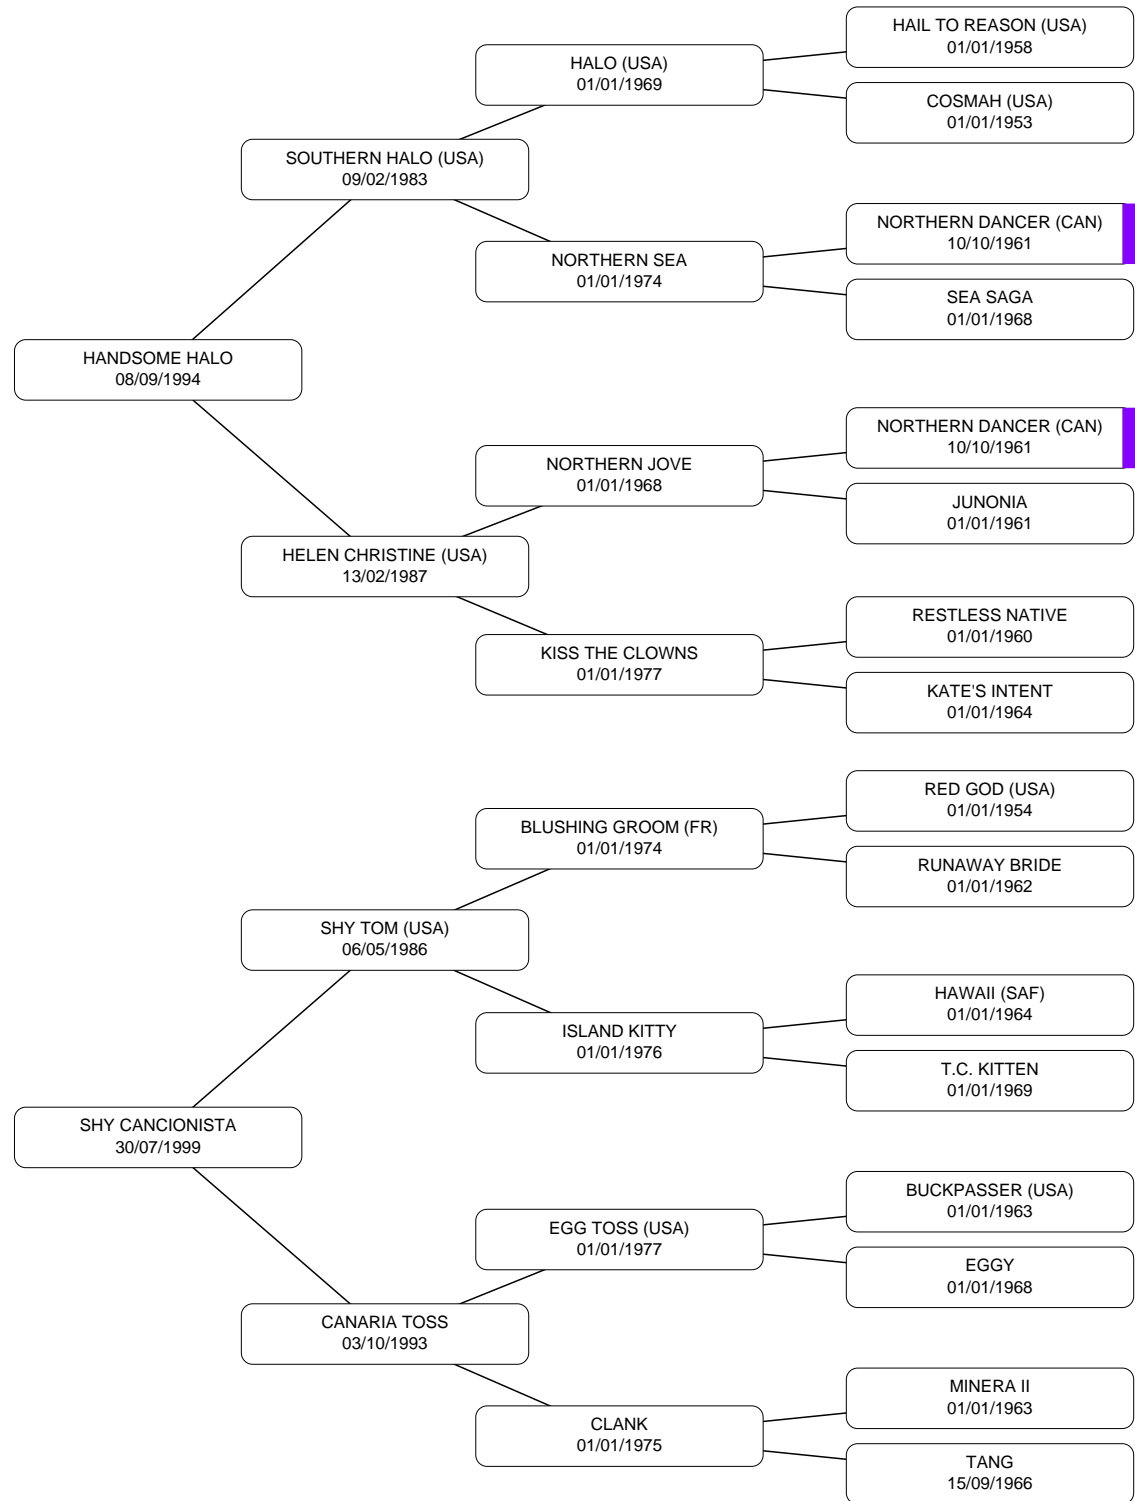 HAIL TO REASON (USA)
01/01/1958
HALO (USA)
01/01/1969
COSMAH (USA)
01/01/1953
SOUTHERN HALO (USA)
09/02/1983
NORTHERN DANCER (CAN)
10/10/1961
NORTHERN SEA
01/01/1974
SEA SAGA
01/01/1968
HANDSOME HALO
08/09/1994
NORTHERN DANCER (CAN)
10/10/1961
NORTHERN JOVE
01/01/1968
JUNONIA
01/01/1961
HELEN CHRISTINE (USA)
13/02/1987
RESTLESS NATIVE
01/01/1960
KISS THE CLOWNS
01/01/1977
KATE'S INTENT
01/01/1964
RED GOD (USA)
01/01/1954
BLUSHING GROOM (FR)
01/01/1974
RUNAWAY BRIDE
01/01/1962
SHY TOM (USA)
06/05/1986
HAWAII (SAF)
01/01/1964
ISLAND KITTY
01/01/1976
T.C. KITTEN
01/01/1969
SHY CANCIONISTA
30/07/1999
BUCKPASSER (USA)
01/01/1963
EGG TOSS (USA)
01/01/1977
EGGY
01/01/1968
CANARIA TOSS
03/10/1993
MINERA II
01/01/1963
CLANK
01/01/1975
TANG
15/09/1966